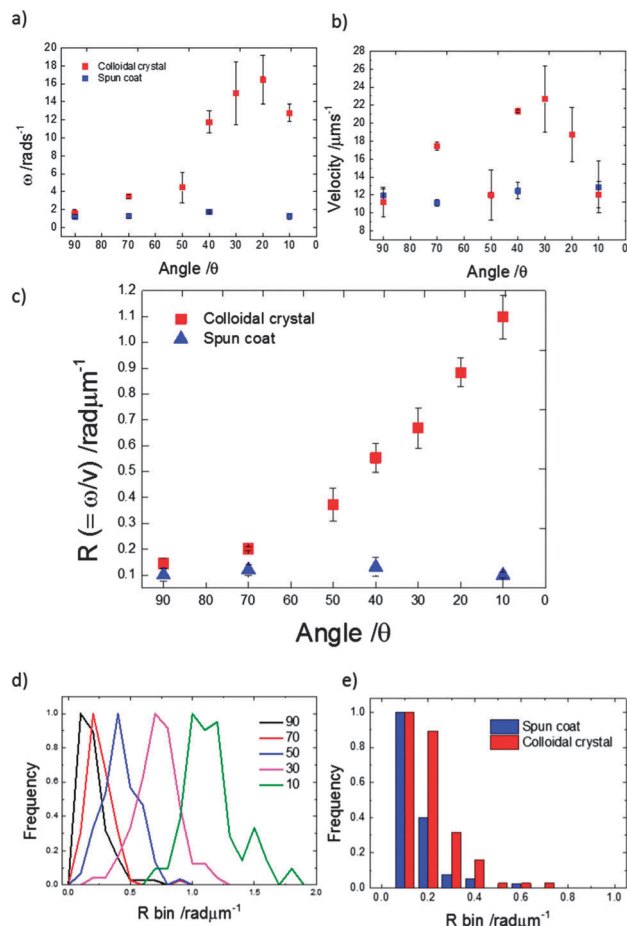 a)
Colloidal crystal
Spun coat
20
18
16
14
12
10
8
6
4
2
0
ω /rads⁻¹
90 80 70 60 50 40 30 20 10 0
Angle /θ
b)
28
26
24
22
20
18
16
14
12
10
8
Velocity /μms⁻¹
90 80 70 60 50 40 30 20 10 0
Angle /θ
c)
Colloidal crystal
Spun coat
1.2
1.1
1.0
0.9
0.8
0.7
0.6
0.5
0.4
0.3
0.2
0.1
R (= ω/v) /radμm⁻¹
90 80 70 60 50 40 30 20 10 0
Angle /θ
d)
90
70
50
30
10
1.0
0.8
0.6
0.4
0.2
0.0
Frequency
0.0 0.5 1.0 1.5 2.0
R bin /radμm⁻¹
e)
Spun coat
Colloidal crystal
1.0
0.8
0.6
0.4
0.2
0.0
Frequency
0.0 0.2 0.4 0.6 0.8 1.0
R bin /radμm⁻¹